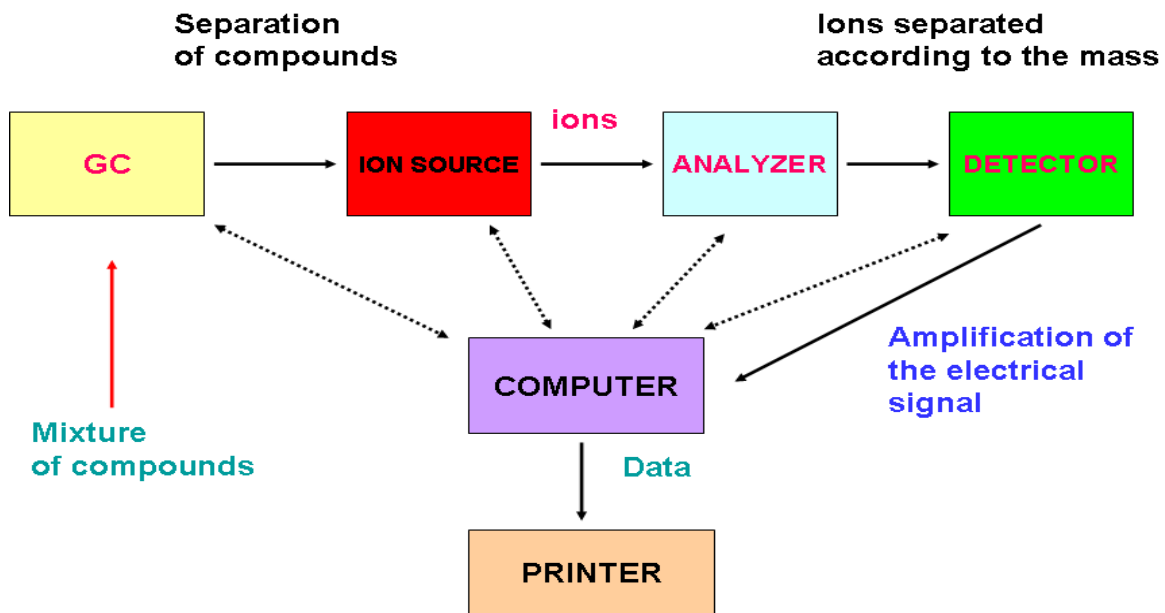 Separation
of compounds
Ions separated
according to the mass
GC
ION SOURCE
ions
ANALYZER
DETECTOR
COMPUTER
Amplification of
the electrical
signal
Mixture
of compounds
Data
PRINTER